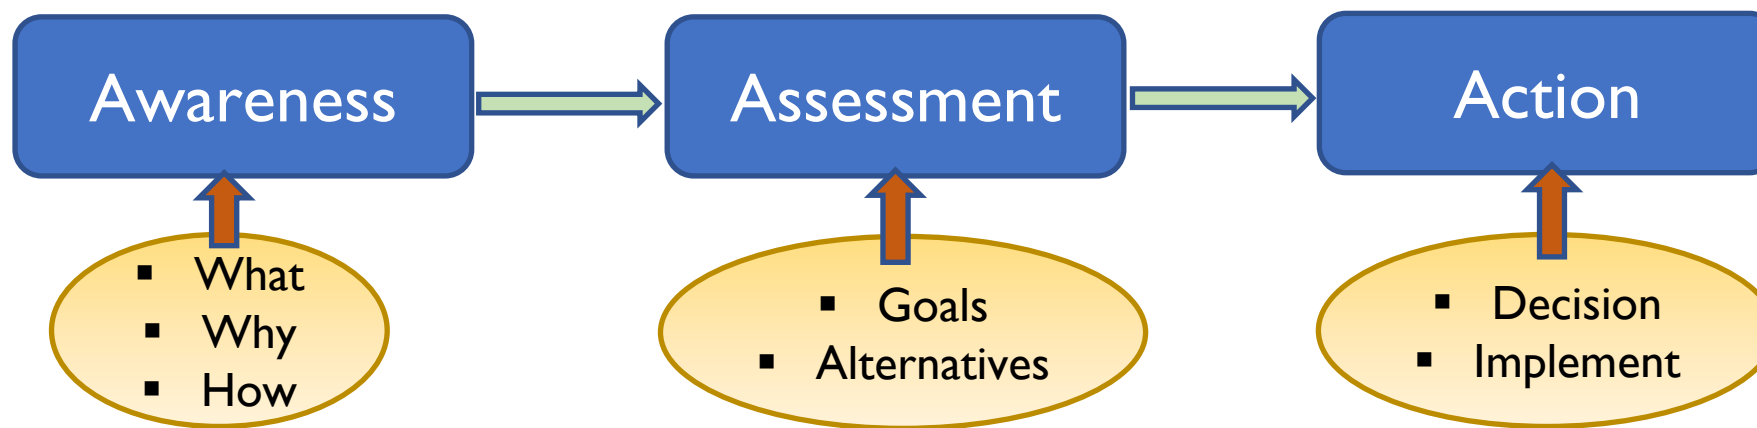 Awareness
Assessment
Action
▪ What
▪ Why
▪ How
▪ Goals
▪ Alternatives
▪ Decision
▪ Implement